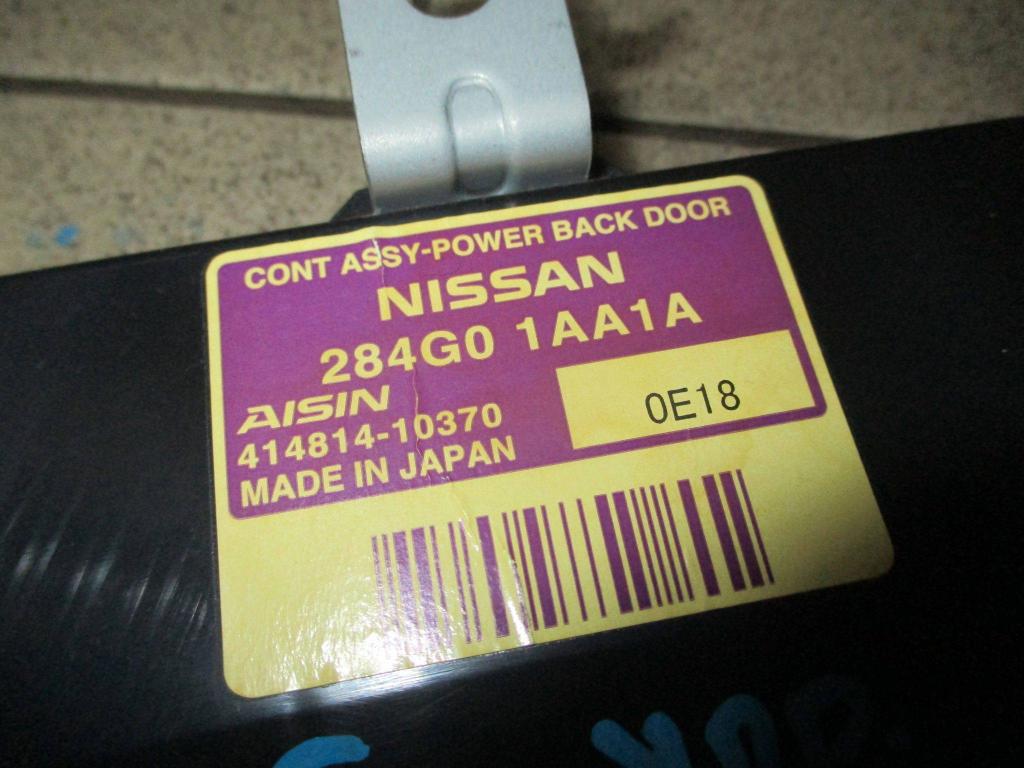 CONT ASSY-POWER BACK DOOR
NISSAN
284G0 1AA1A
AISIN
414814-10370
MADE IN JAPAN
0E18